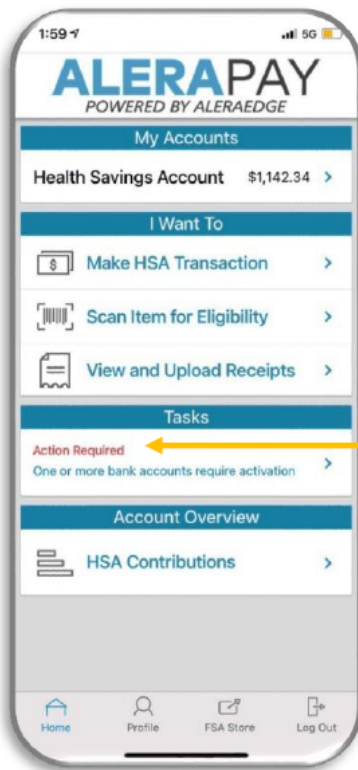 1:59
5G
ALERAPAY
POWERED BY ALERAEDGE
My Accounts
Health Savings Account $1,142.34 >
I Want To
$ Make HSA Transaction >
Scan Item for Eligibility >
View and Upload Receipts >
Tasks
Action Required
One or more bank accounts require activation >
Account Overview
HSA Contributions >
Home Profile FSA Store Log Out